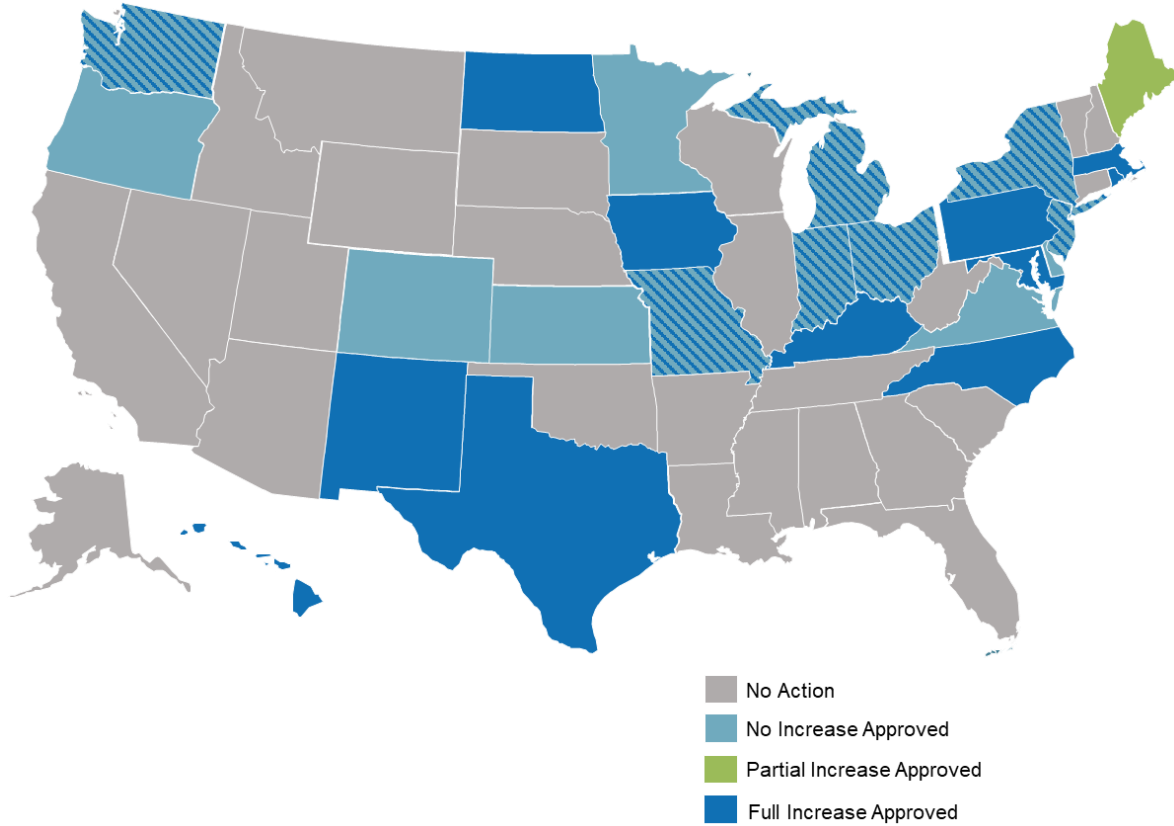 No Action
No Increase Approved
Partial Increase Approved
Full Increase Approved